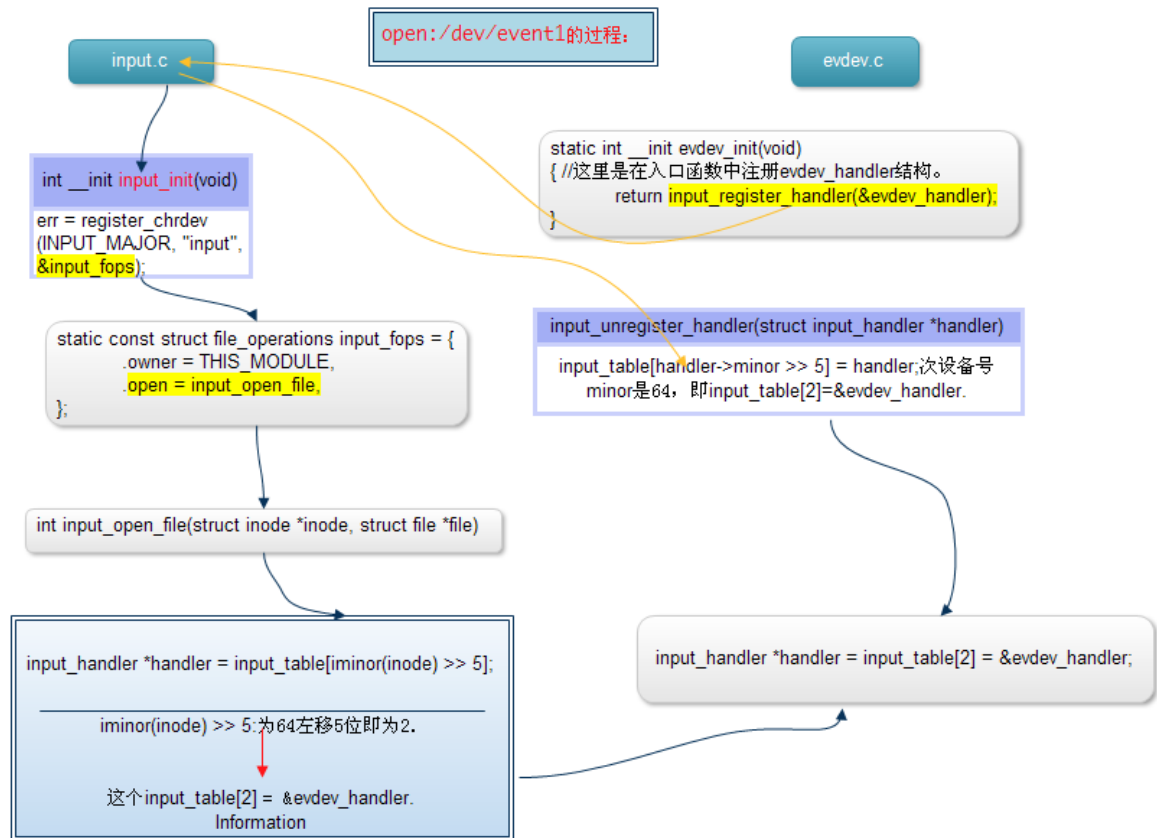 open:/dev/event1的过程:
input.c
evdev.c
int __init input_init(void)
err = register_chrdev
(INPUT_MAJOR, "input",
&input_fops);
static int __init evdev_init(void)
{ //这里是在入口函数中注册evdev_handler结构。
return input_register_handler(&evdev_handler);
}
static const struct file_operations input_fops = {
.owner = THIS_MODULE,
.open = input_open_file,
};
input_unregister_handler(struct input_handler *handler)
input_table[handler->minor >> 5] = handler;次设备号
minor是64，即input_table[2]=&evdev_handler.
int input_open_file(struct inode *inode, struct file *file)
input_handler *handler = input_table[iminor(inode) >> 5];
iminor(inode) >> 5:为64左移5位即为2.
这个input_table[2] = &evdev_handler.
Information
input_handler *handler = input_table[2] = &evdev_handler;